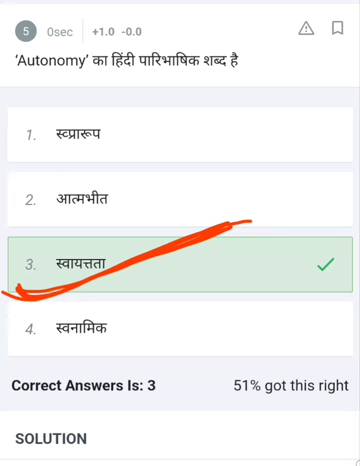 5 0sec +1.0 -0.0
‘Autonomy’ का हिंदी पारिभाषिक शब्द है
1. स्व्प्रारूप
2. आत्मभीत
3. स्वायत्तता
4. स्वनामिक
Correct Answers Is: 3 51% got this right
SOLUTION